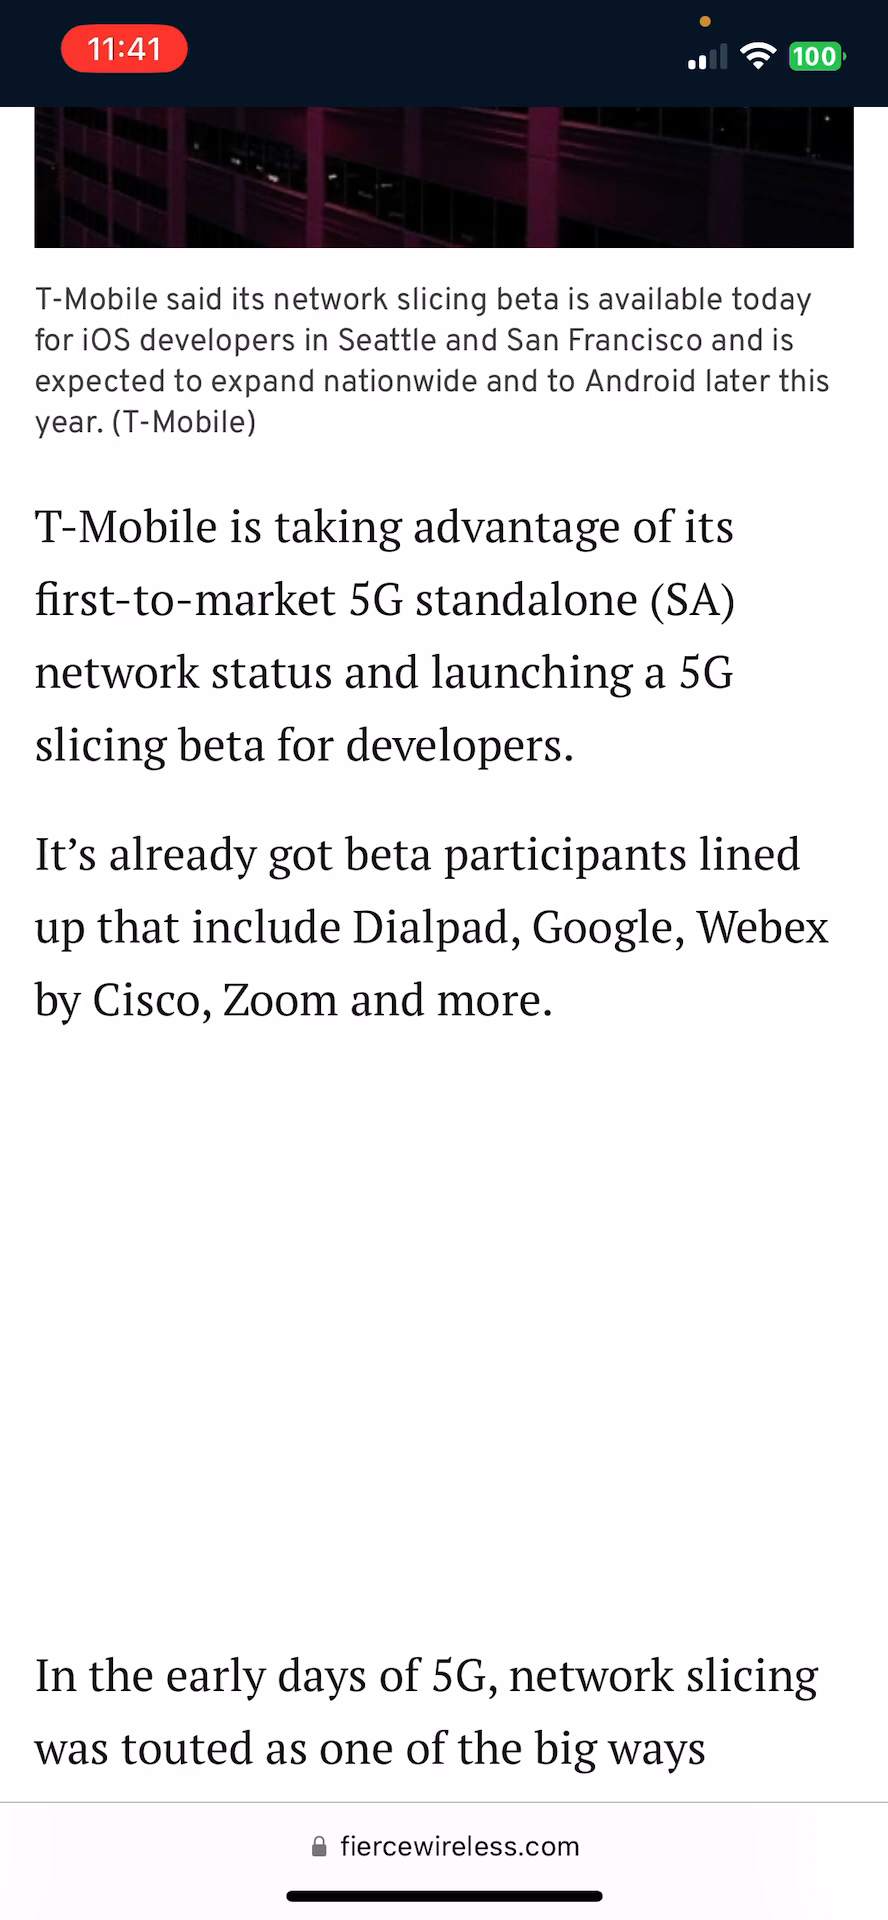 11:41
100
T-Mobile said its network slicing beta is available today
for iOS developers in Seattle and San Francisco and is
expected to expand nationwide and to Android later this
year. (T-Mobile)
T-Mobile is taking advantage of its
first-to-market 5G standalone (SA)
network status and launching a 5G
slicing beta for developers.
It’s already got beta participants lined
up that include Dialpad, Google, Webex
by Cisco, Zoom and more.
In the early days of 5G, network slicing
was touted as one of the big ways
fiercewireless.com